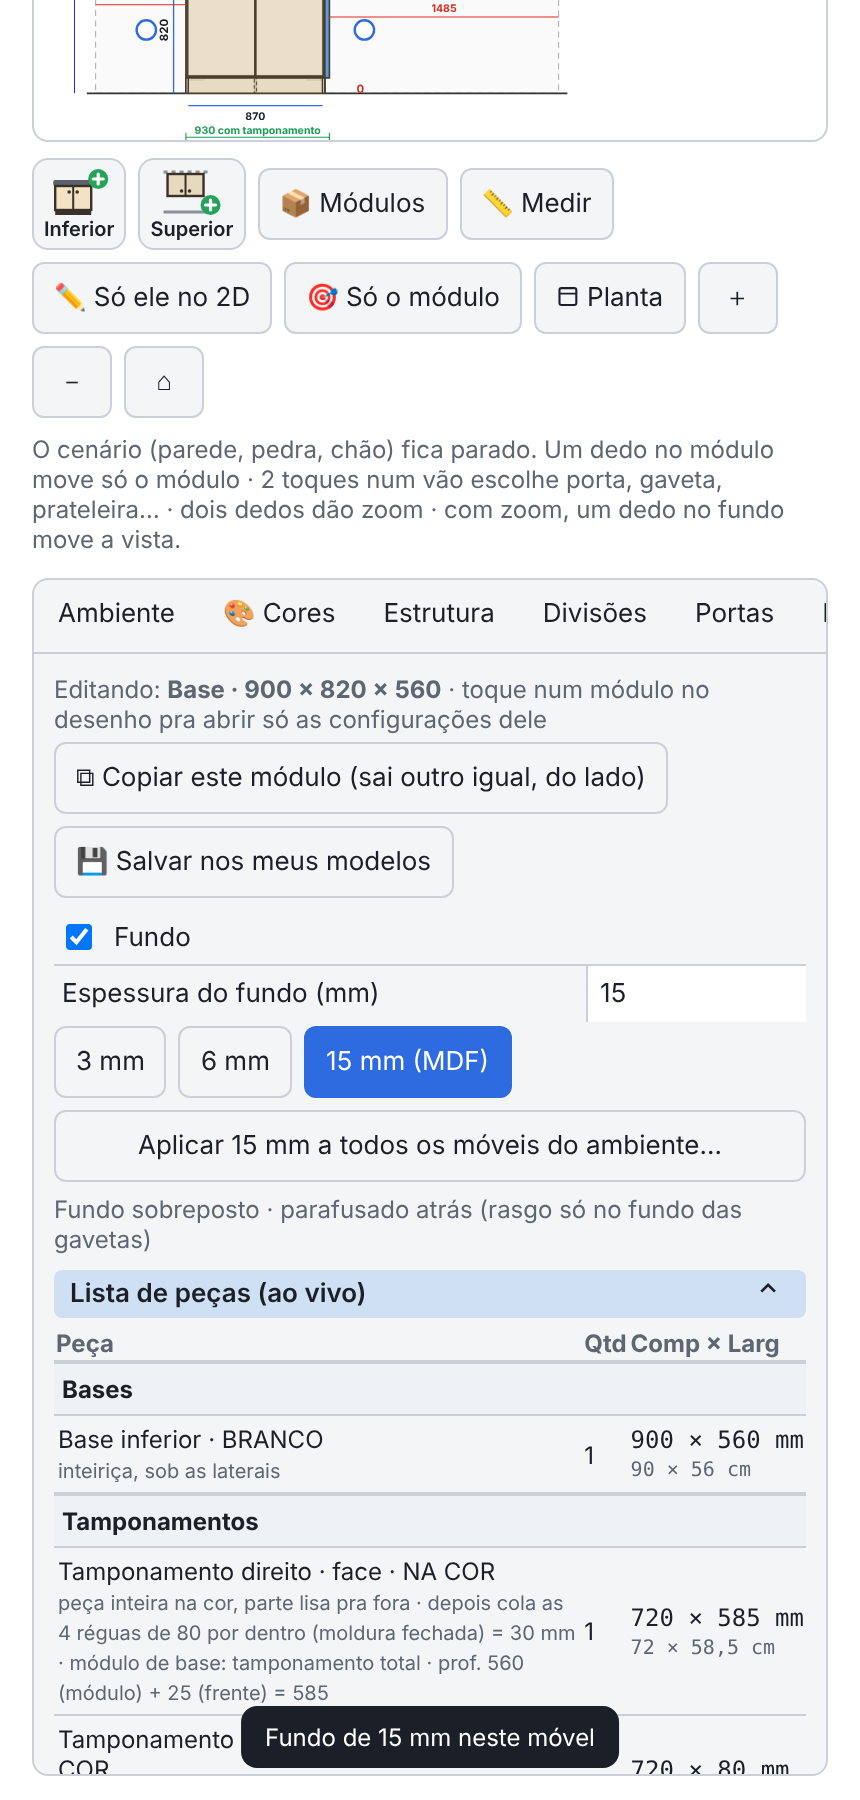 1485
820
0
870
930 com tamponamento
Inferior
Superior
Módulos
Medir
Só ele no 2D
Só o módulo
Planta
+
−
O cenário (parede, pedra, chão) fica parado. Um dedo no módulo
move só o módulo · 2 toques num vão escolhe porta, gaveta,
prateleira... · dois dedos dão zoom · com zoom, um dedo no fundo
move a vista.
Ambiente
Cores
Estrutura
Divisões
Portas
Editando: Base · 900 × 820 × 560 · toque num módulo no
desenho pra abrir só as configurações dele
Copiar este módulo (sai outro igual, do lado)
Salvar nos meus modelos
Fundo
Espessura do fundo (mm)
15
3 mm
6 mm
15 mm (MDF)
Aplicar 15 mm a todos os móveis do ambiente...
Fundo sobreposto · parafusado atrás (rasgo só no fundo das
gavetas)
Lista de peças (ao vivo)
Peça
Qtd
Comp × Larg
Bases
Base inferior · BRANCO
inteiriça, sob as laterais
1
900 × 560 mm
90 × 56 cm
Tamponamentos
Tamponamento direito · face · NA COR
peça inteira na cor, parte lisa pra fora · depois cola as
4 réguas de 80 por dentro (moldura fechada) = 30 mm
· módulo de base: tamponamento total · prof. 560
(módulo) + 25 (frente) = 585
1
720 × 585 mm
72 × 58,5 cm
Tamponamento
COR
720 × 80 mm
Fundo de 15 mm neste móvel